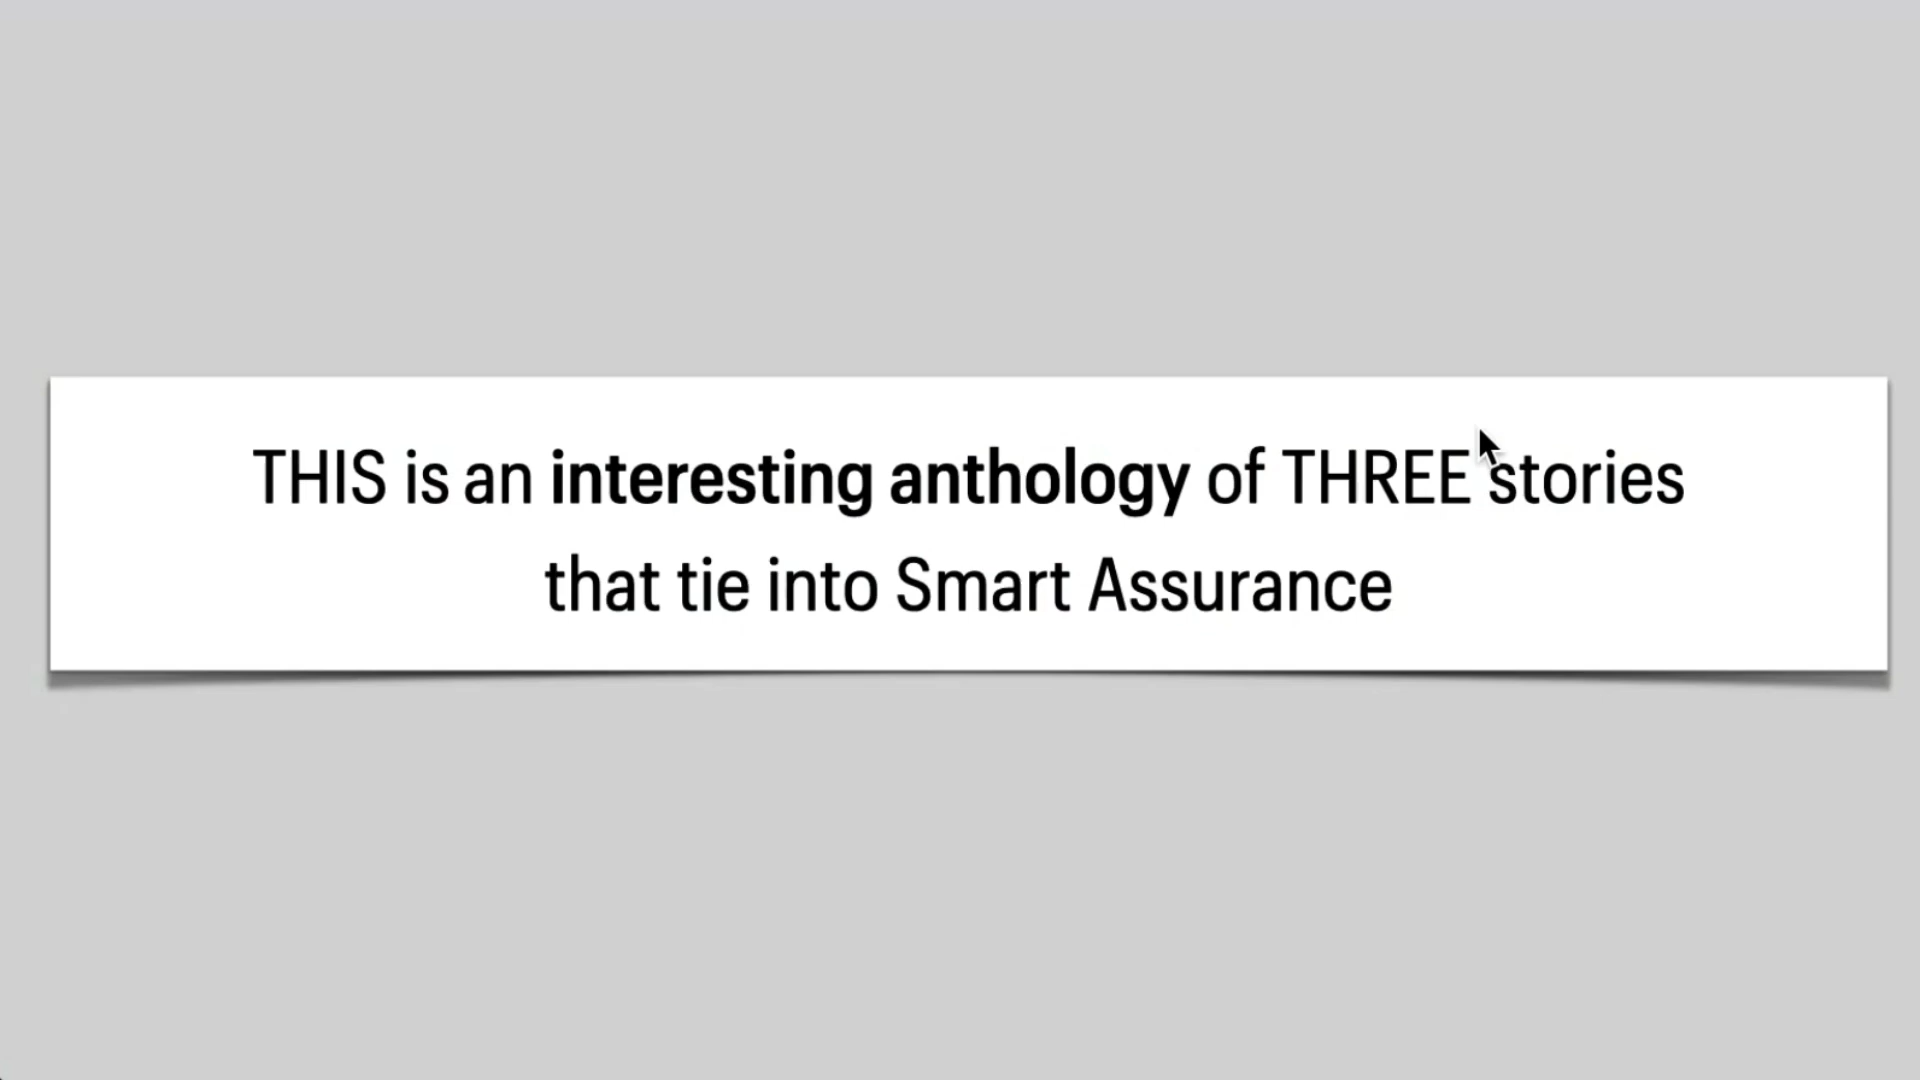 THIS is an interesting anthology of THREE stories
that tie into Smart Assurance